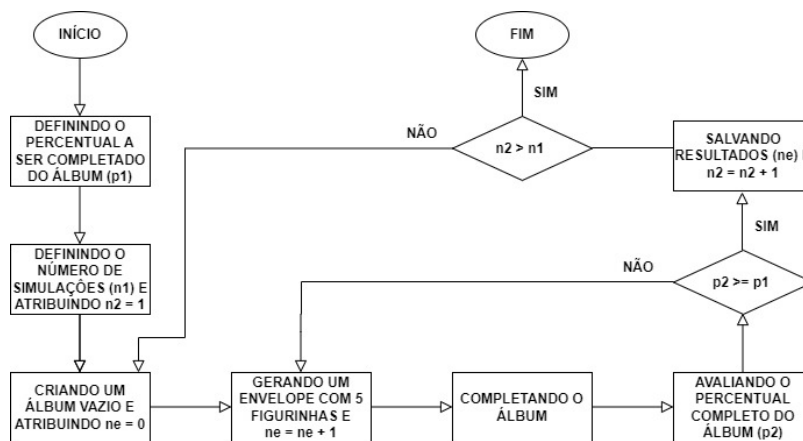 INÍCIO
DEFININDO O
PERCENTUAL A
SER COMPLETADO
DO ÁLBUM (p1)
DEFININDO O
NÚMERO DE
SIMULAÇÕES (n1) E
ATRIBUINDO n2 = 1
CRIANDO UM
ÁLBUM VAZIO E
ATRIBUINDO ne = 0
GERANDO UM
ENVELOPE COM 5
FIGURINHAS E
ne = ne + 1
COMPLETANDO O
ÁLBUM
AVALIANDO O
PERCENTUAL
COMPLETO DO
ÁLBUM (p2)
p2 >= p1
NÃO
SIM
SALVANDO
RESULTADOS (ne)
n2 = n2 + 1
n2 > n1
NÃO
SIM
FIM